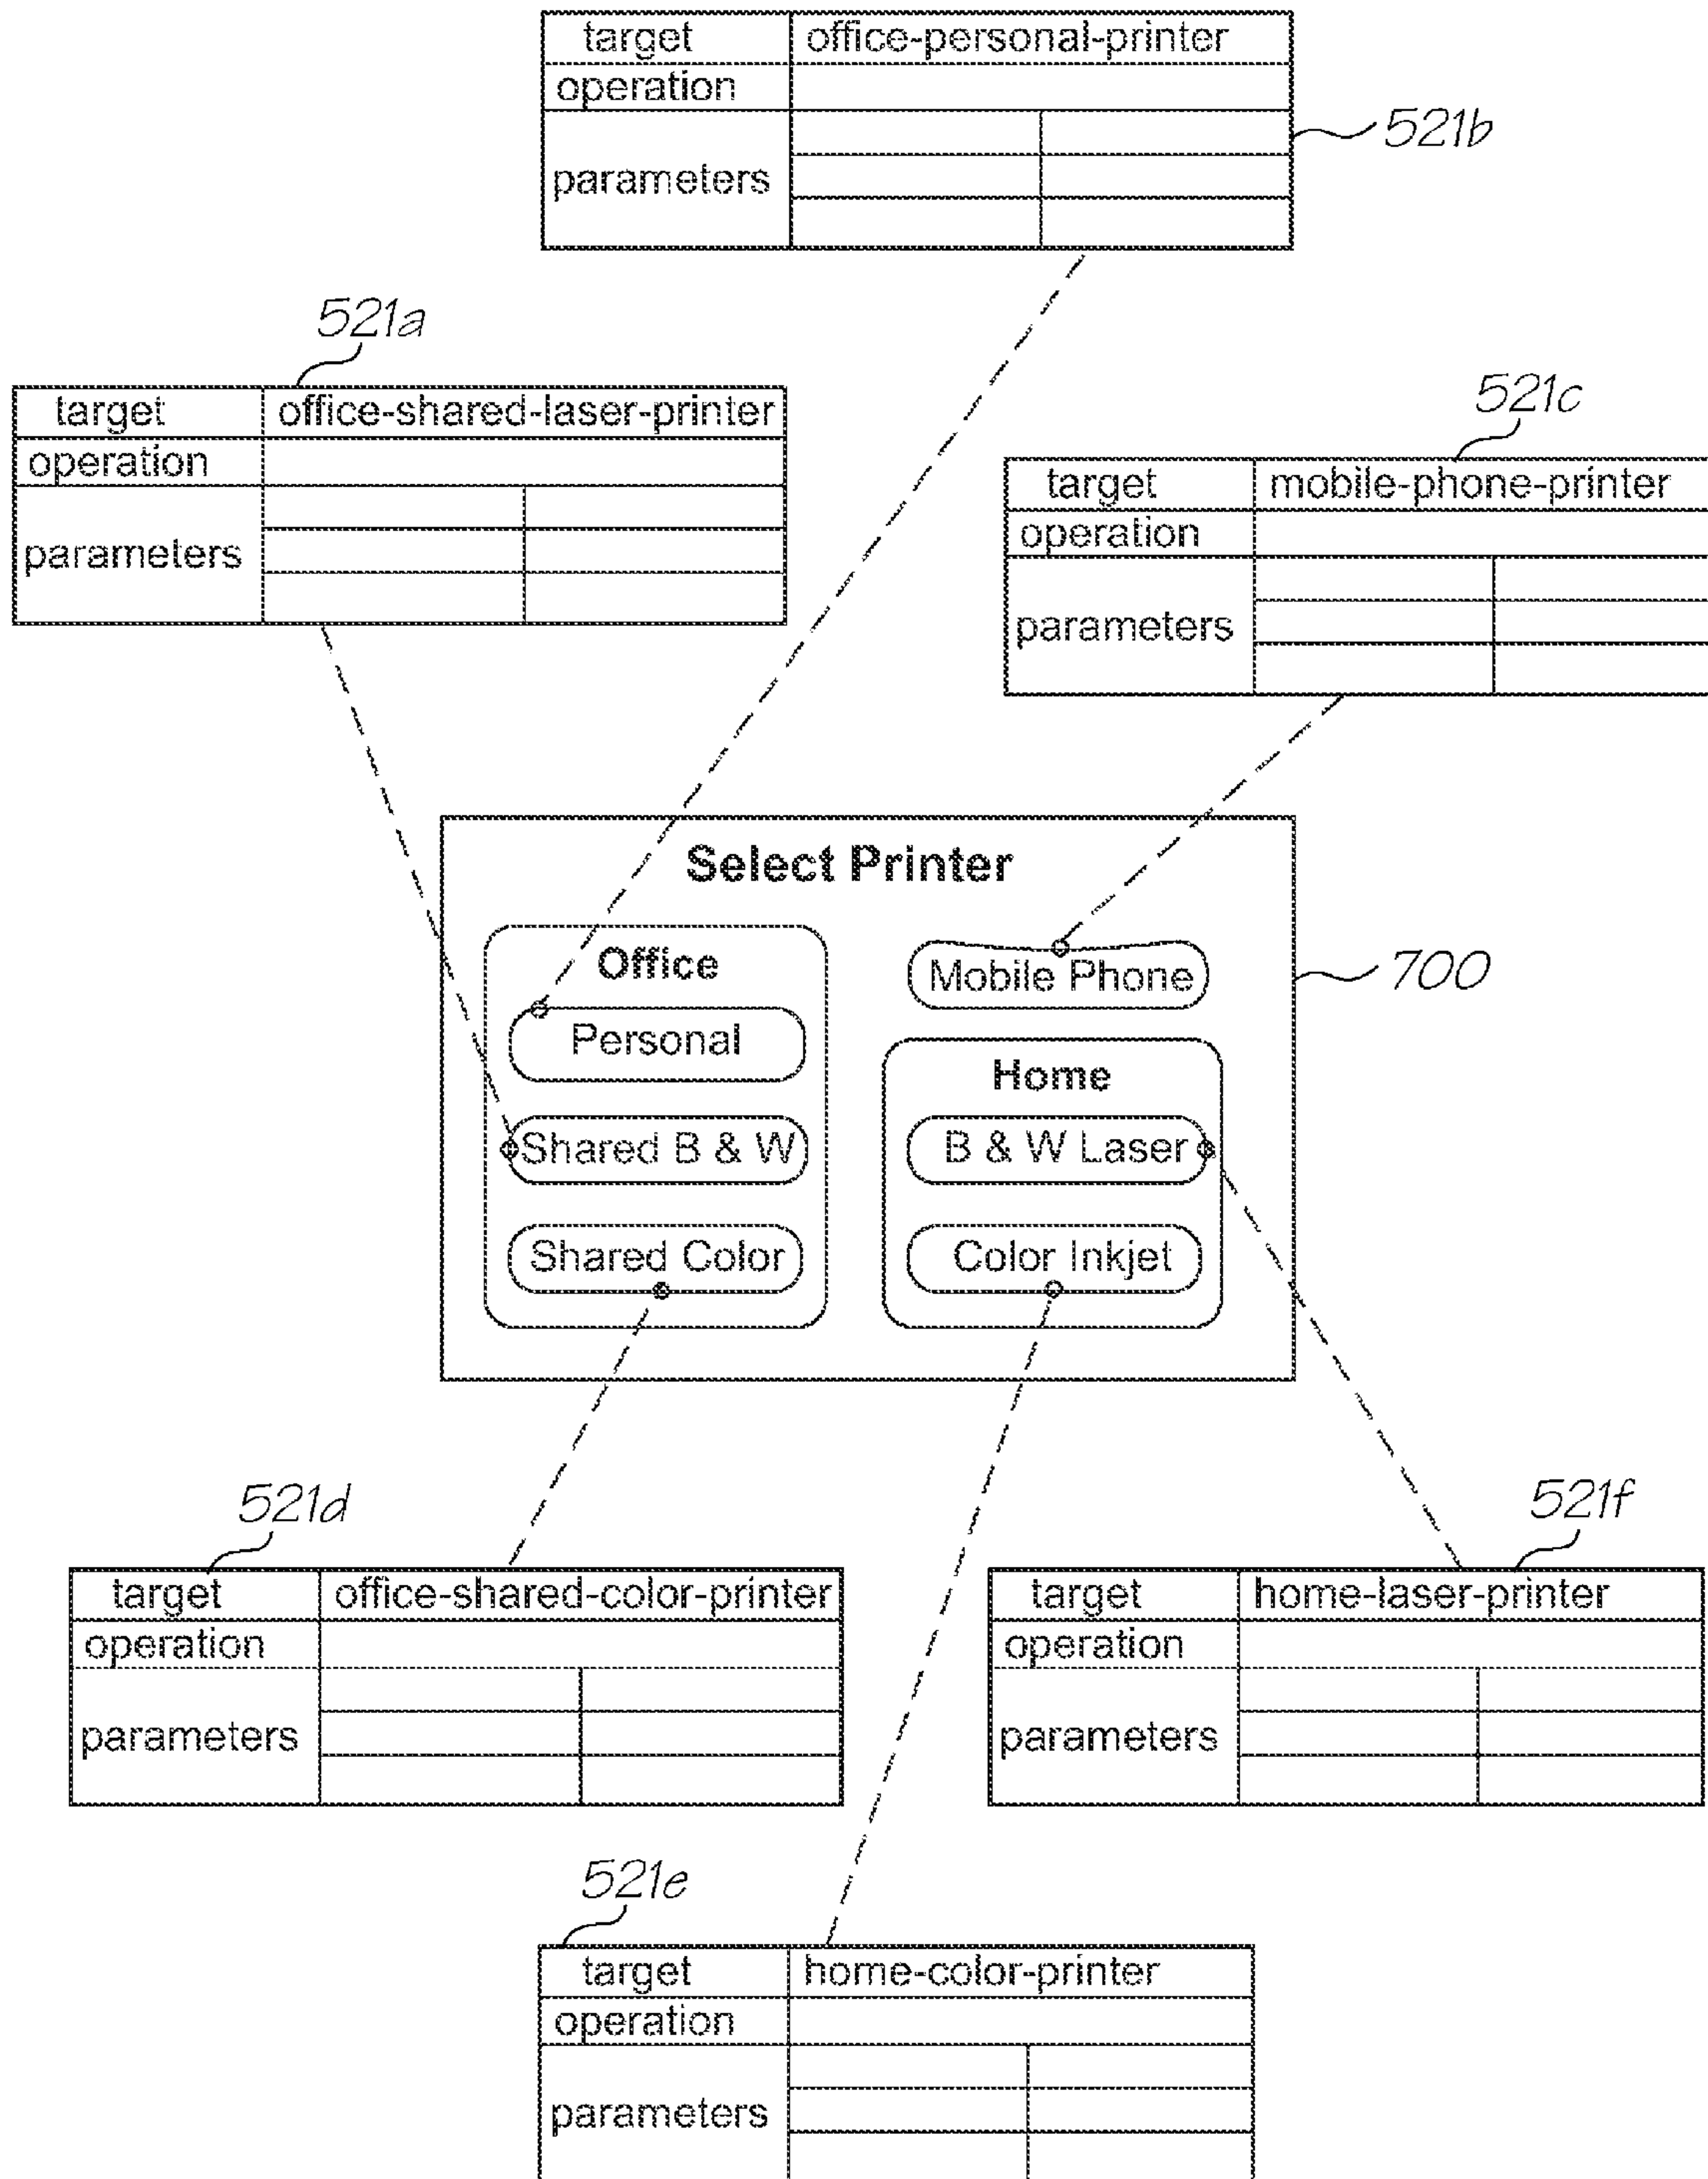 target office-personal-printer
operation
parameters
521b
521a
target office-shared-laser-printer
operation
parameters
521c
target mobile-phone-printer
operation
parameters
Select Printer
Office
Personal
Shared B & W
Shared Color
Mobile Phone
Home
B & W Laser
Color Inkjet
700
521d
target office-shared-color-printer
operation
parameters
521f
target home-laser-printer
operation
parameters
521e
target home-color-printer
operation
parameters